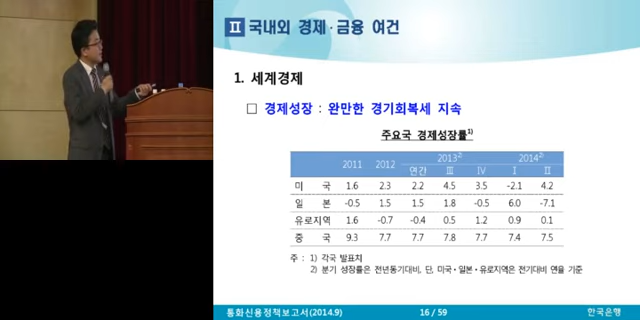 Ⅱ 국내외 경제·금융 여건
1. 세계경제
□ 경제성장 : 완만한 경기회복세 지속
주요국 경제성장률1)
2011 2012 20132) 20142)
연간 Ⅲ Ⅳ Ⅰ Ⅱ
미 국 1.6 2.3 2.2 4.5 3.5 -2.1 4.2
일 본 -0.5 1.5 1.5 1.8 -0.5 6.0 -7.1
유로지역 1.6 -0.7 -0.4 0.5 1.2 0.9 0.1
중 국 9.3 7.7 7.7 7.8 7.7 7.4 7.5
주 : 1) 각국 발표치
2) 분기 성장률은 전년동기대비, 단, 미국·일본·유로지역은 전기대비 연율 기준
통화신용정책보고서(2014.9) 16 / 59 한국은행